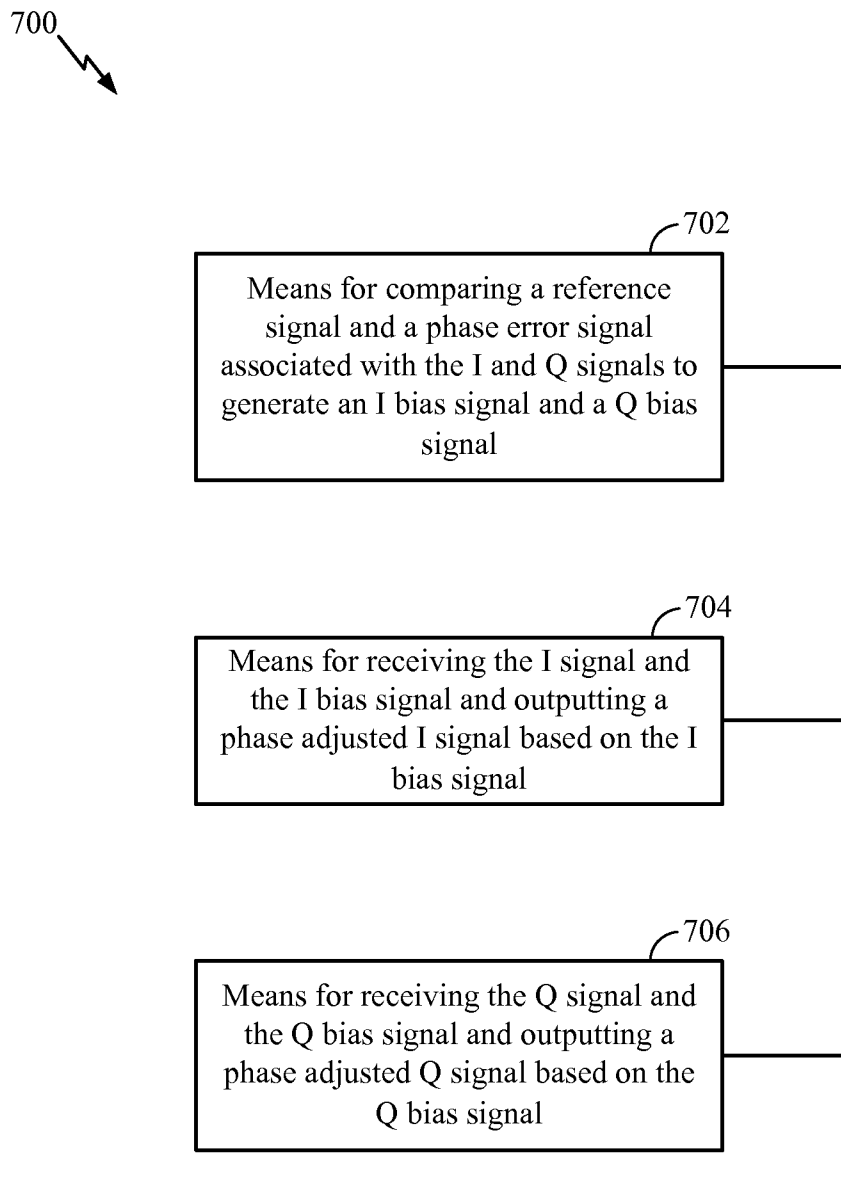 700
702
Means for comparing a reference
signal and a phase error signal
associated with the I and Q signals to
generate an I bias signal and a Q bias
signal
704
Means for receiving the I signal and
the I bias signal and outputting a
phase adjusted I signal based on the I
bias signal
706
Means for receiving the Q signal and
the Q bias signal and outputting a
phase adjusted Q signal based on the
Q bias signal